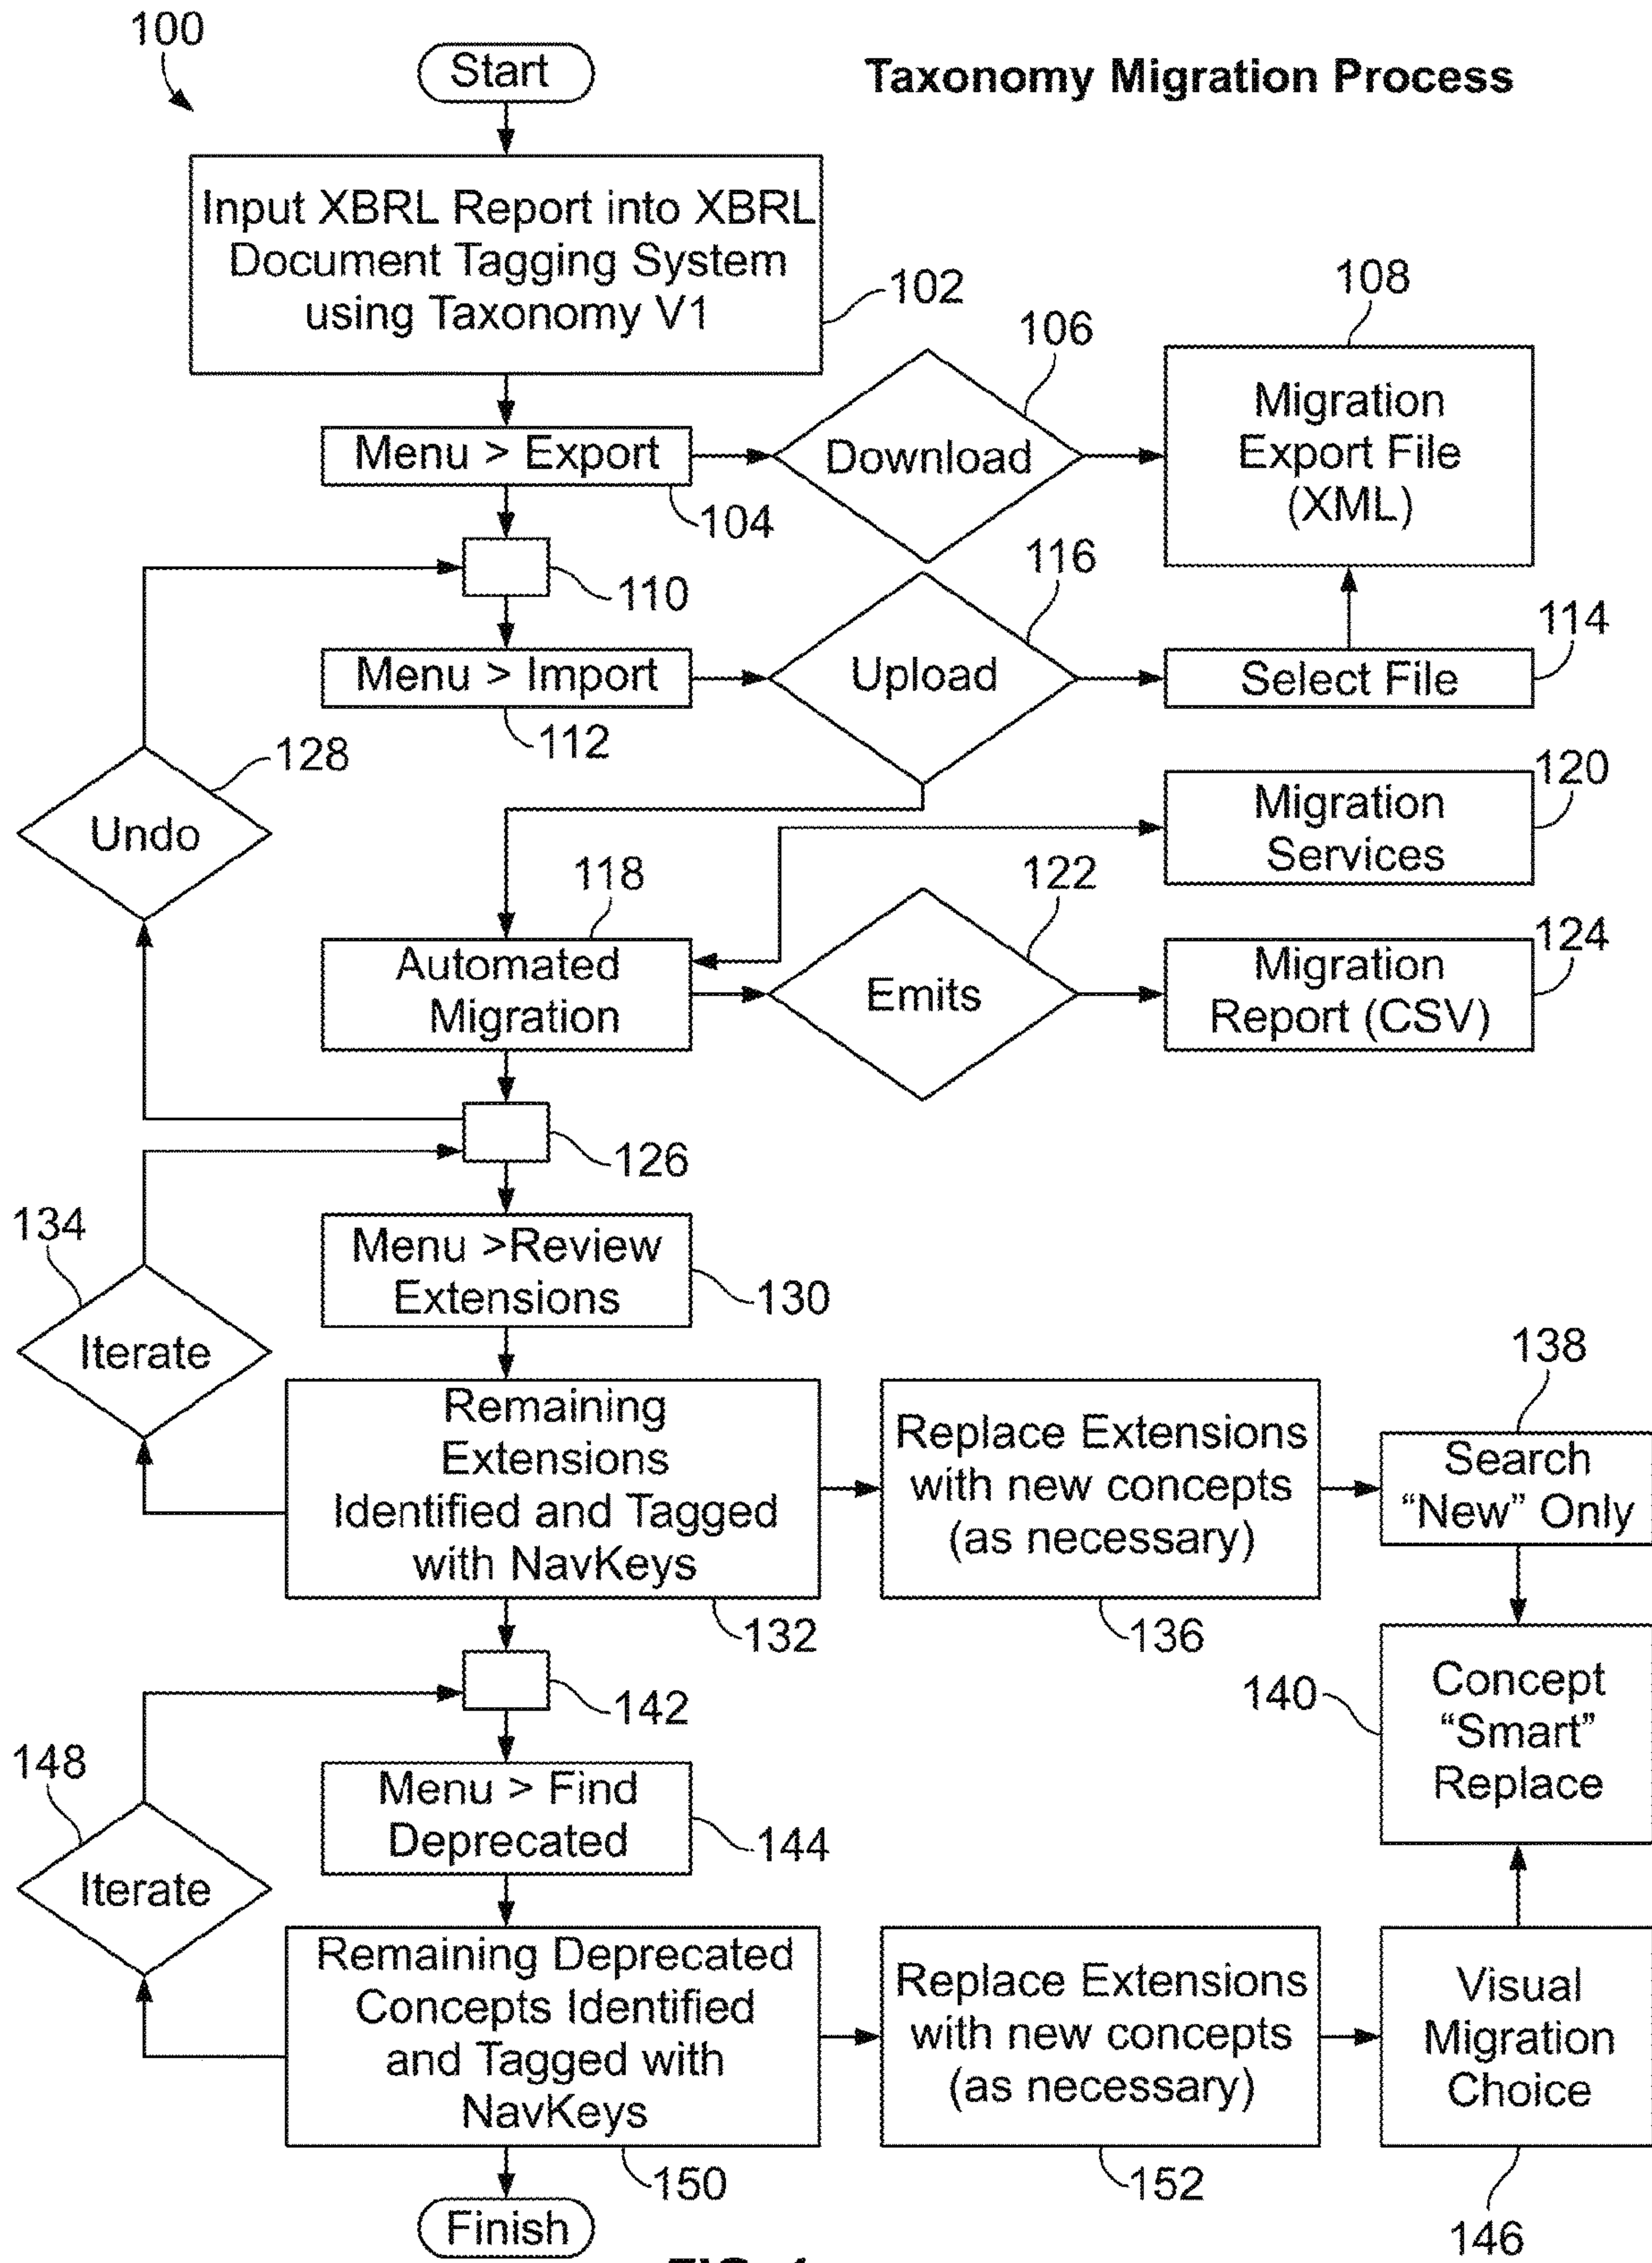 100
Start
Taxonomy Migration Process
Input XBRL Report into XBRL
Document Tagging System
using Taxonomy V1
102
106
108
Menu > Export
104
Download
Migration
Export File
(XML)
110
116
114
Menu > Import
112
Upload
Select File
128
Undo
120
Migration
Services
118
122
124
Automated
Migration
Emits
Migration
Report (CSV)
126
134
Iterate
Menu >Review
Extensions
130
138
Remaining
Extensions
Identified and Tagged
with NavKeys
132
Replace Extensions
with new concepts
(as necessary)
136
Search
“New” Only
142
140
Concept
“Smart”
Replace
148
Iterate
Menu > Find
Deprecated
144
Remaining Deprecated
Concepts Identified
and Tagged with
NavKeys
150
Replace Extensions
with new concepts
(as necessary)
152
Visual
Migration
Choice
146
Finish